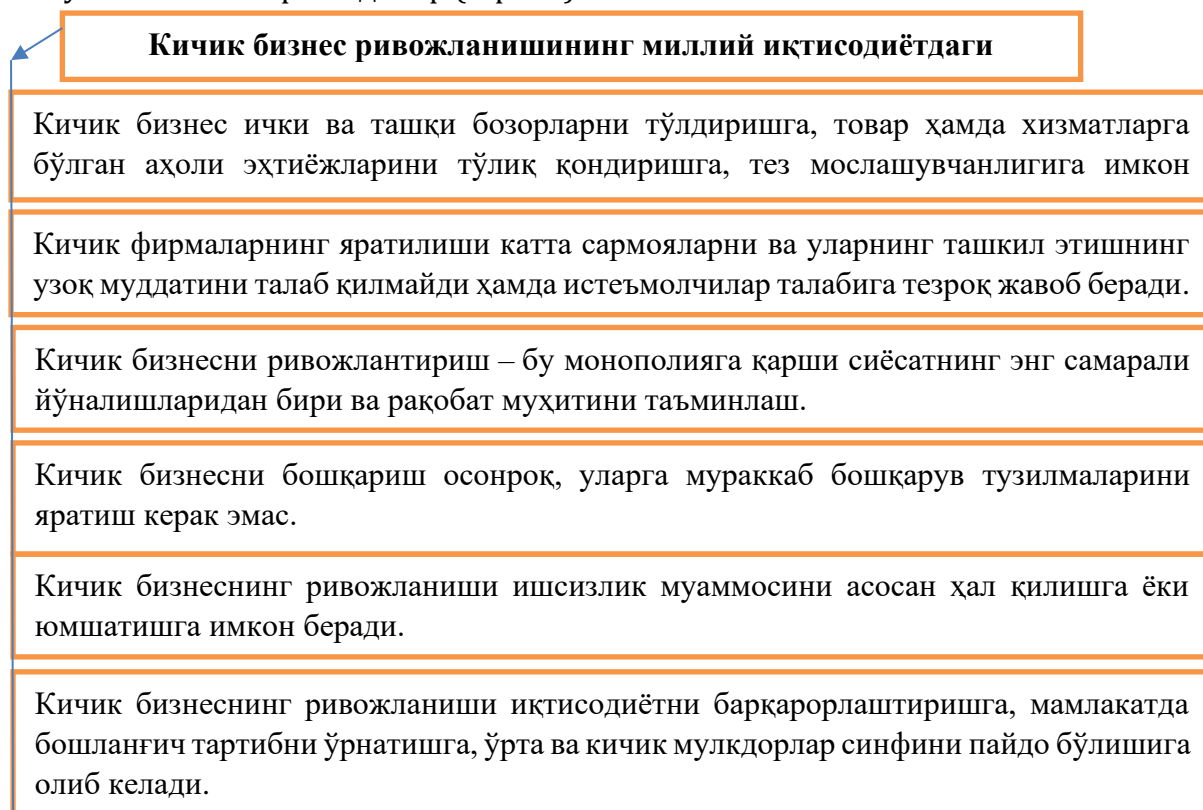 Кичик бизнес ривожланишининг миллий иқтисодиётдаги
Кичик бизнес ички ва ташқи бозорларни тўлдиришга, товар ҳамда хизматларга
бўлган аҳоли эҳтиёжларини тўлиқ қондиришга, тез мослашувчанлигига имкон
Кичик фирмаларнинг яратилиши катта сармояларни ва уларнинг ташкил этишнинг
узоқ муддатини талаб қилмайди ҳамда истеъмолчилар талабига тезроқ жавоб беради.
Кичик бизнесни ривожлантириш – бу монополияга қарши сиёсатнинг энг самарали
йўналишларидан бири ва рақобат муҳитини таъминлаш.
Кичик бизнесни бошқариш осонроқ, уларга мураккаб бошқарув тузилмаларини
яратиш керак эмас.
Кичик бизнеснинг ривожланиши ишсизлик муаммосини асосан ҳал қилишга ёки
юмшатишга имкон беради.
Кичик бизнеснинг ривожланиши иқтисодиётни барқарорлаштиришга, мамлакатда
бошланғич тартибни ўрнатишга, ўрта ва кичик мулкдорлар синфини пайдо бўлишига
олиб келади.